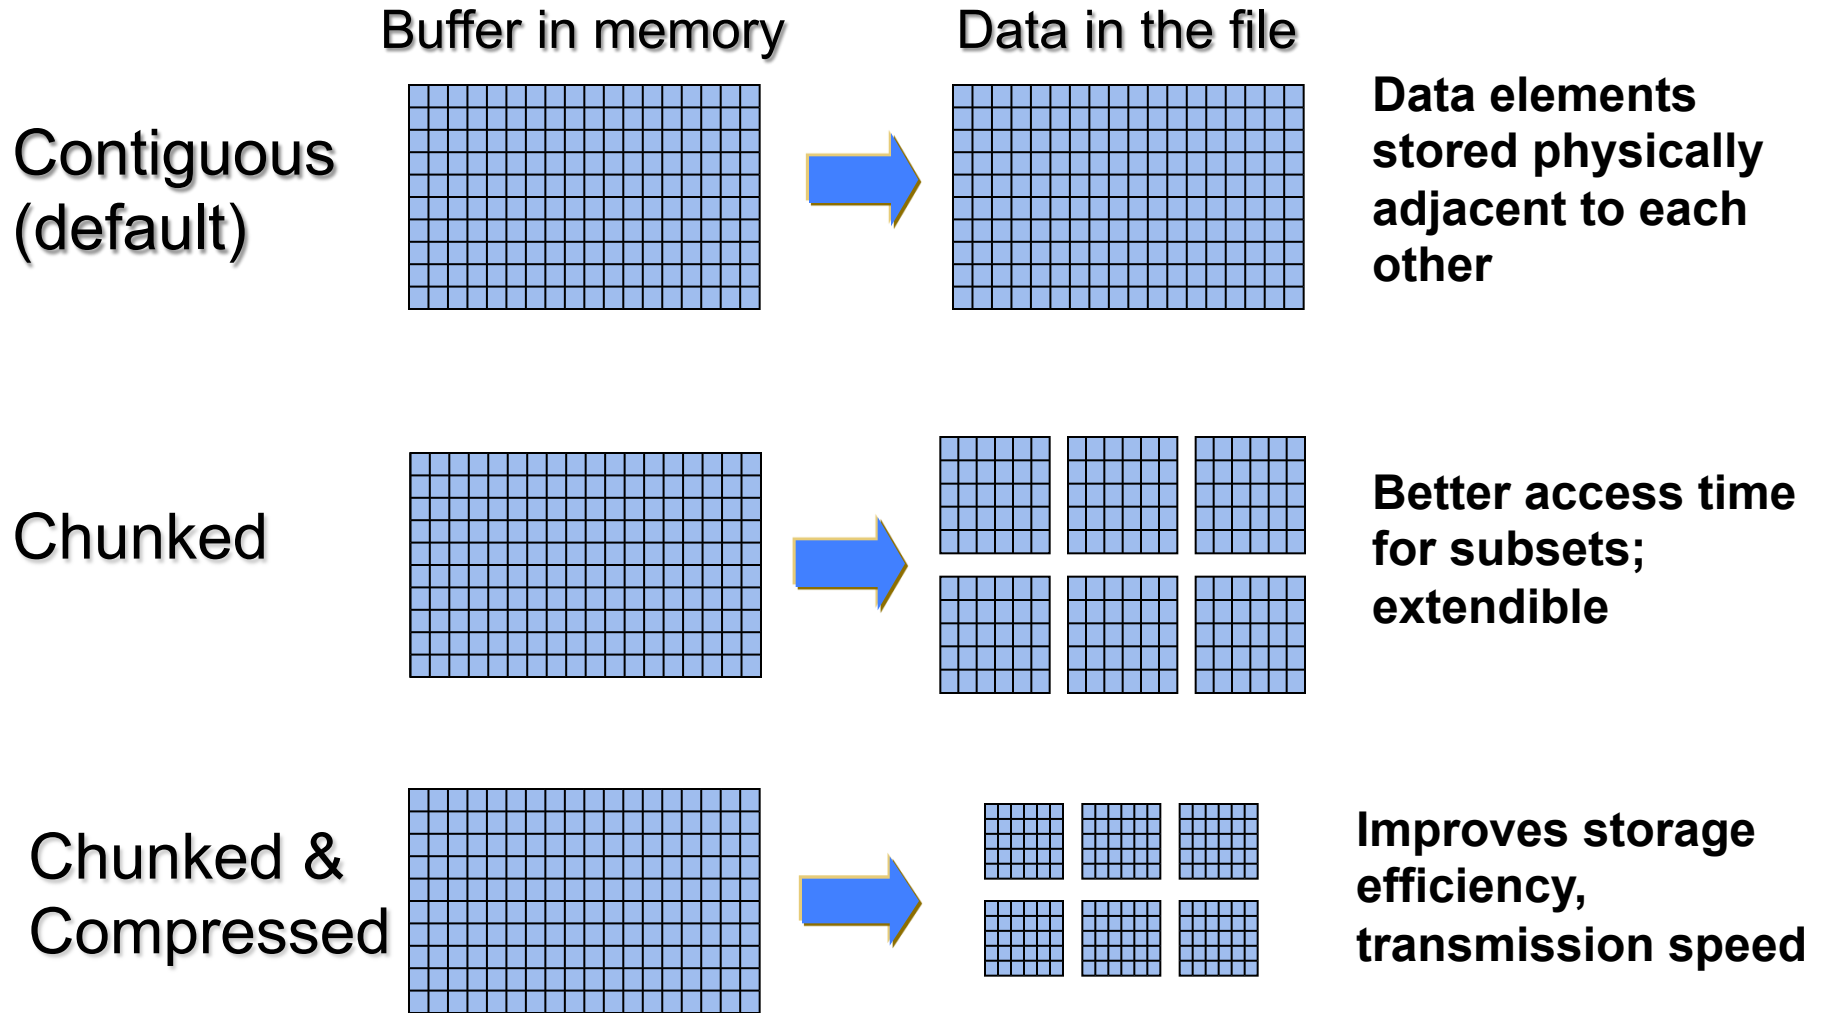 Buffer in memory
Data in the file
Contiguous
(default)
Data elements
stored physically
adjacent to each
other
Chunked
Better access time
for subsets;
extendible
Chunked &
Compressed
Improves storage
efficiency,
transmission speed